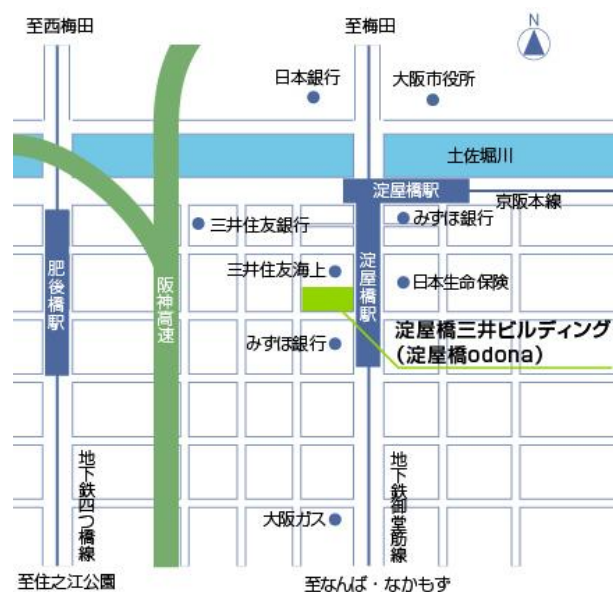 至西梅田
至梅田
N
日本銀行
大阪市役所
土佐堀川
淀屋橋駅
京阪本線
三井住友銀行
みずほ銀行
肥後橋駅
阪神高速
三井住友海上
淀屋橋駅
日本生命保険
みずほ銀行
淀屋橋三井ビルディング
(淀屋橋odona)
地下鉄四つ橋線
地下鉄御堂筋線
大阪ガス
至住之江公園
至なんば・なかもず